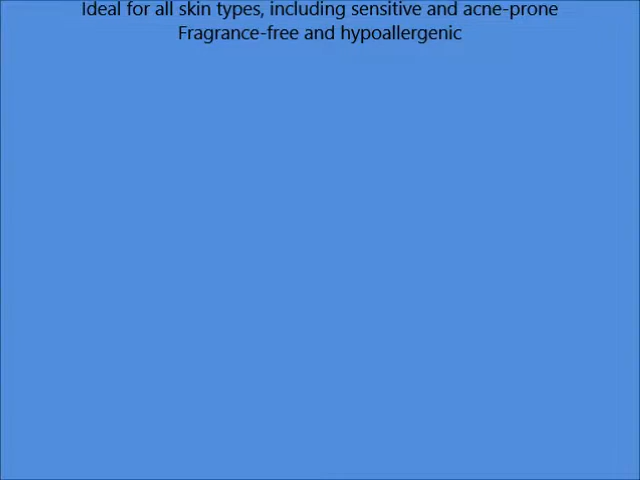 Ideal for all skin types, including sensitive and acne-prone
Fragrance-free and hypoallergenic